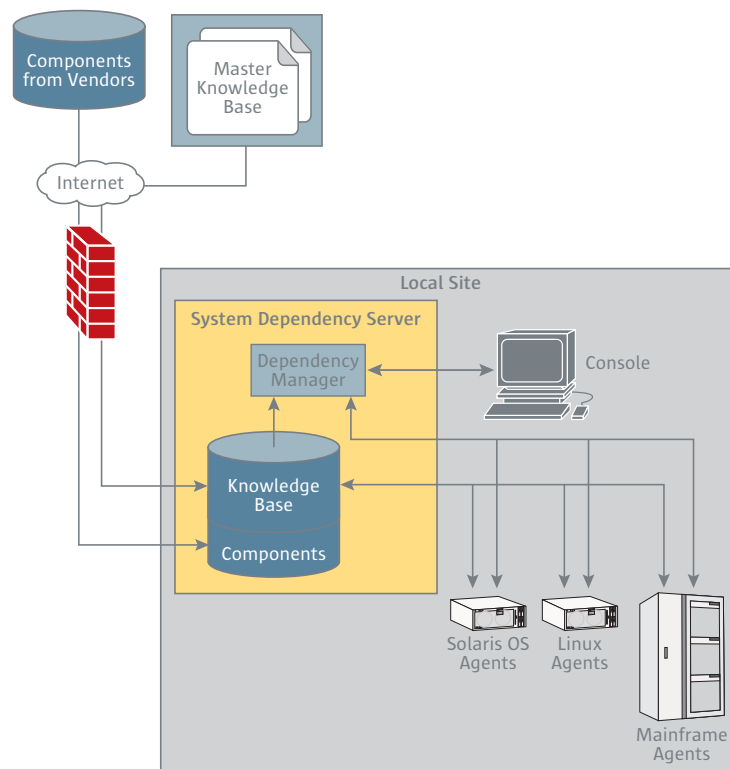 Components
from Vendors
Master
Knowledge
Base
Internet
Local Site
System Dependency Server
Dependency
Manager
Console
Knowledge
Base
Components
Solaris OS
Agents
Linux
Agents
Mainframe
Agents